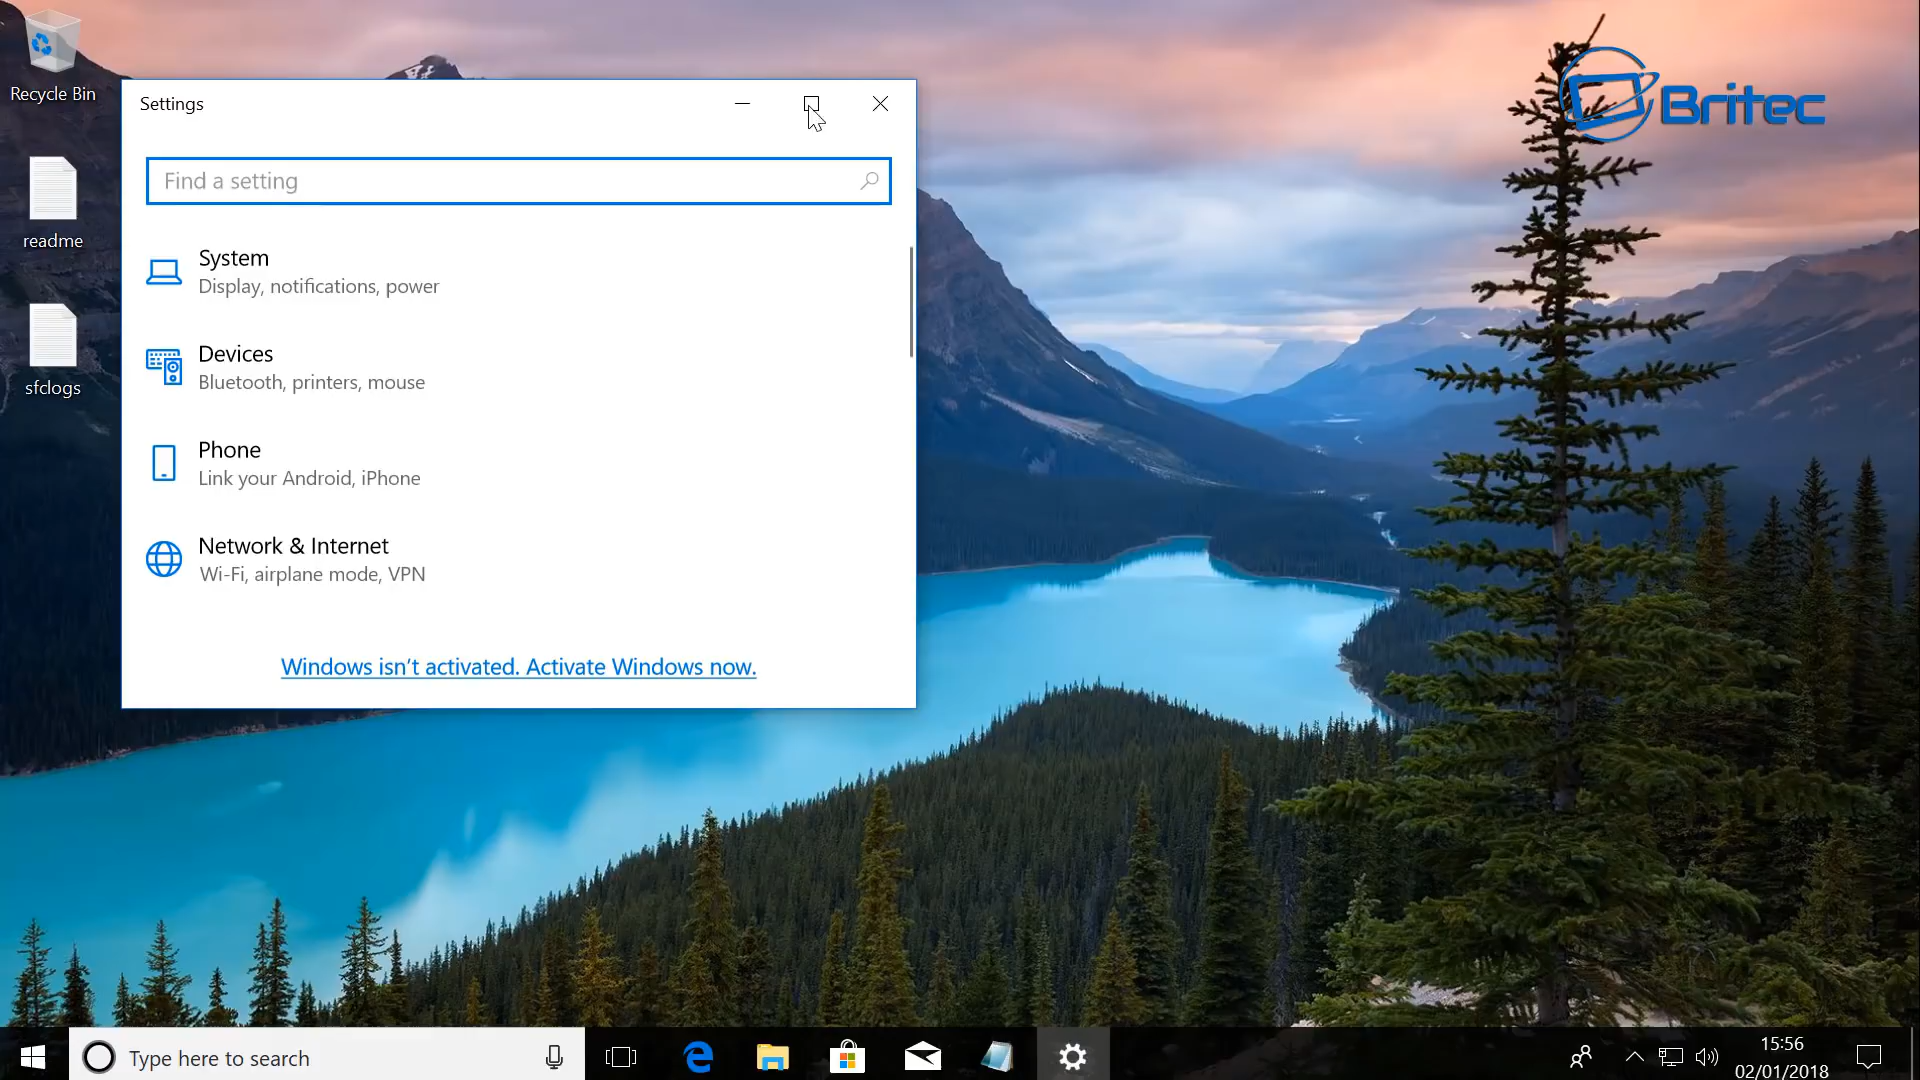 Recycle Bin
readme
sfclogs
Settings
Find a setting
System
Display, notifications, power
Devices
Bluetooth, printers, mouse
Phone
Link your Android, iPhone
Network & Internet
Wi-Fi, airplane mode, VPN
Windows isn't activated. Activate Windows now.
Britec
Type here to search
15:56
02/01/2018